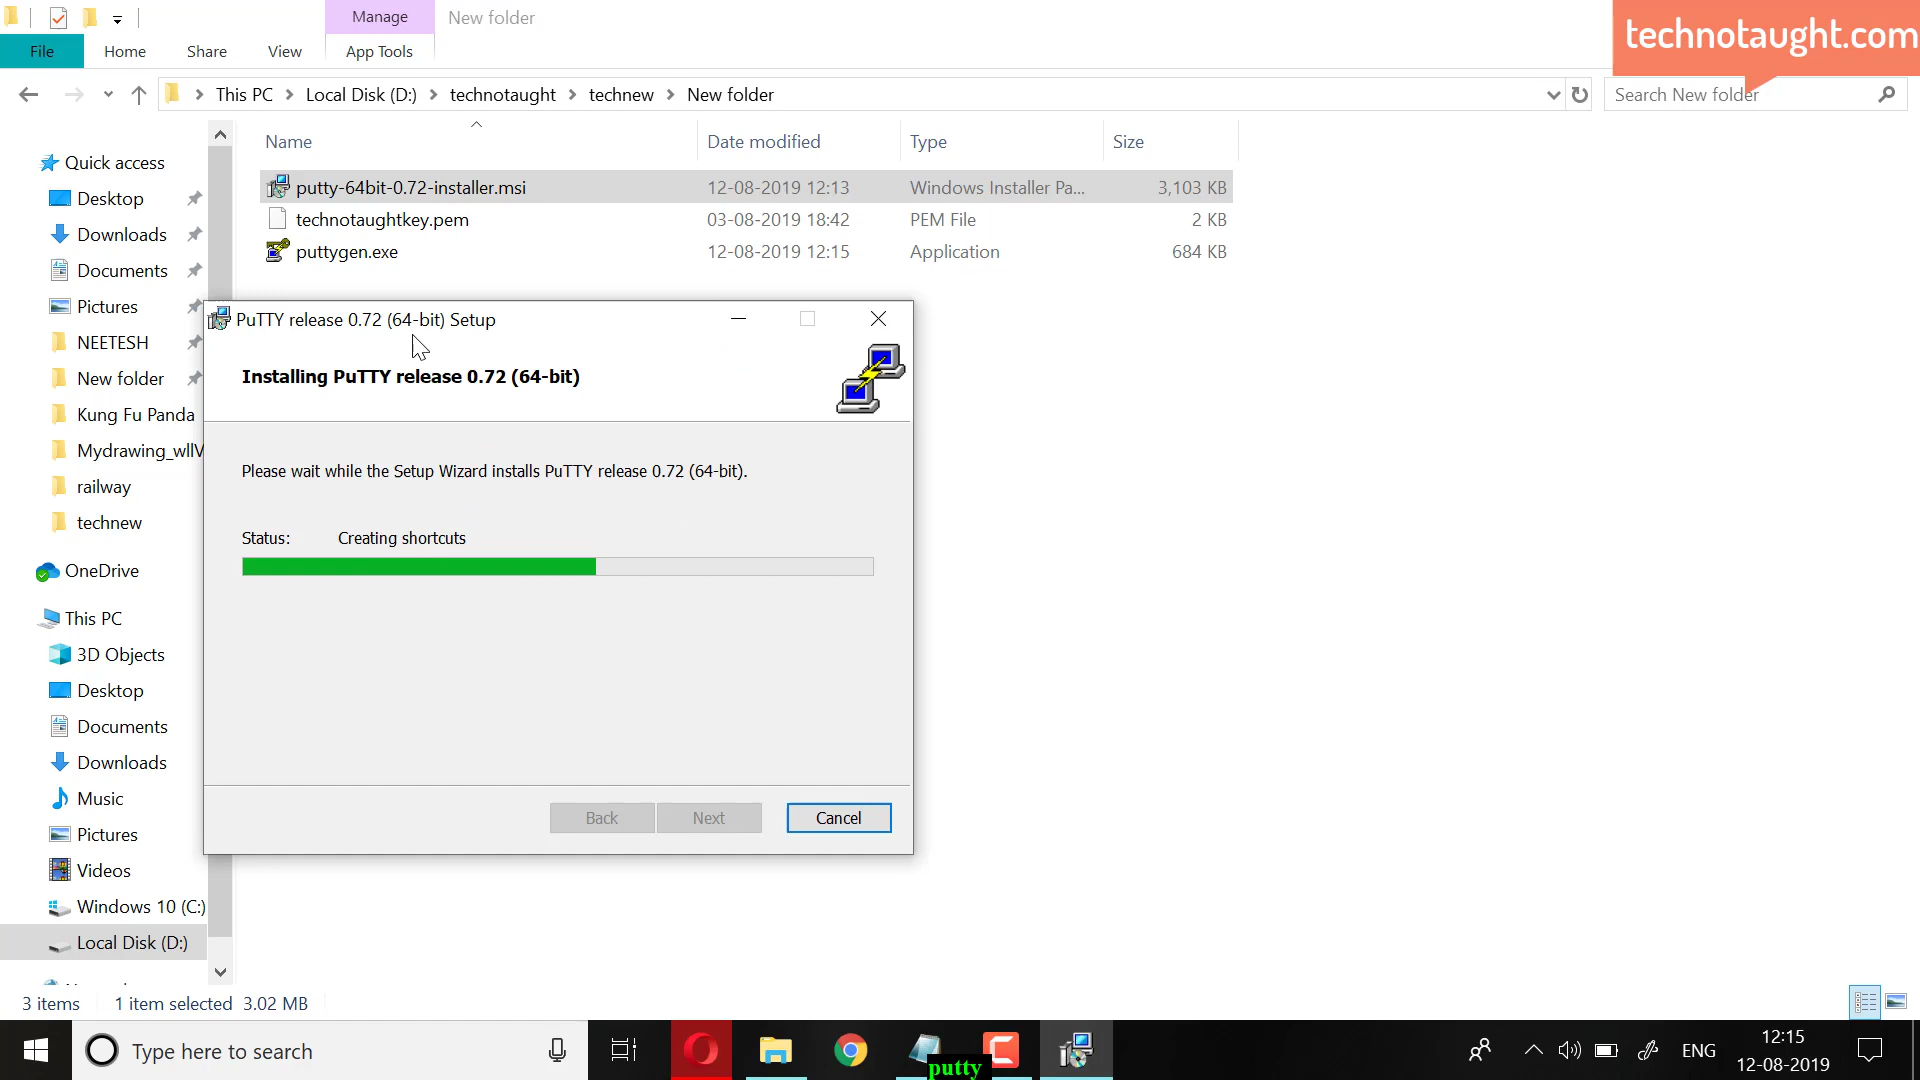 Manage
New folder
technotaught.com
File
Home
Share
View
App Tools
This PC
Local Disk (D:)
technotaught
technew
New folder
Search New folder
Name
Date modified
Type
Size
putty-64bit-0.72-installer.msi
12-08-2019 12:13
Windows Installer Pa...
3,103 KB
technotaughtkey.pem
03-08-2019 18:42
PEM File
2 KB
puttygen.exe
12-08-2019 12:15
Application
684 KB
Quick access
Desktop
Downloads
Documents
Pictures
NEETESH
New folder
Kung Fu Panda
Mydrawing_wllV
railway
technew
OneDrive
This PC
3D Objects
Desktop
Documents
Downloads
Music
Pictures
Videos
Windows 10 (C:)
Local Disk (D:)
PuTTY release 0.72 (64-bit) Setup
Installing PuTTY release 0.72 (64-bit)
Please wait while the Setup Wizard installs PuTTY release 0.72 (64-bit).
Status:
Creating shortcuts
Back
Next
Cancel
3 items
1 item selected
3.02 MB
Type here to search
putty
ENG
12:15
12-08-2019